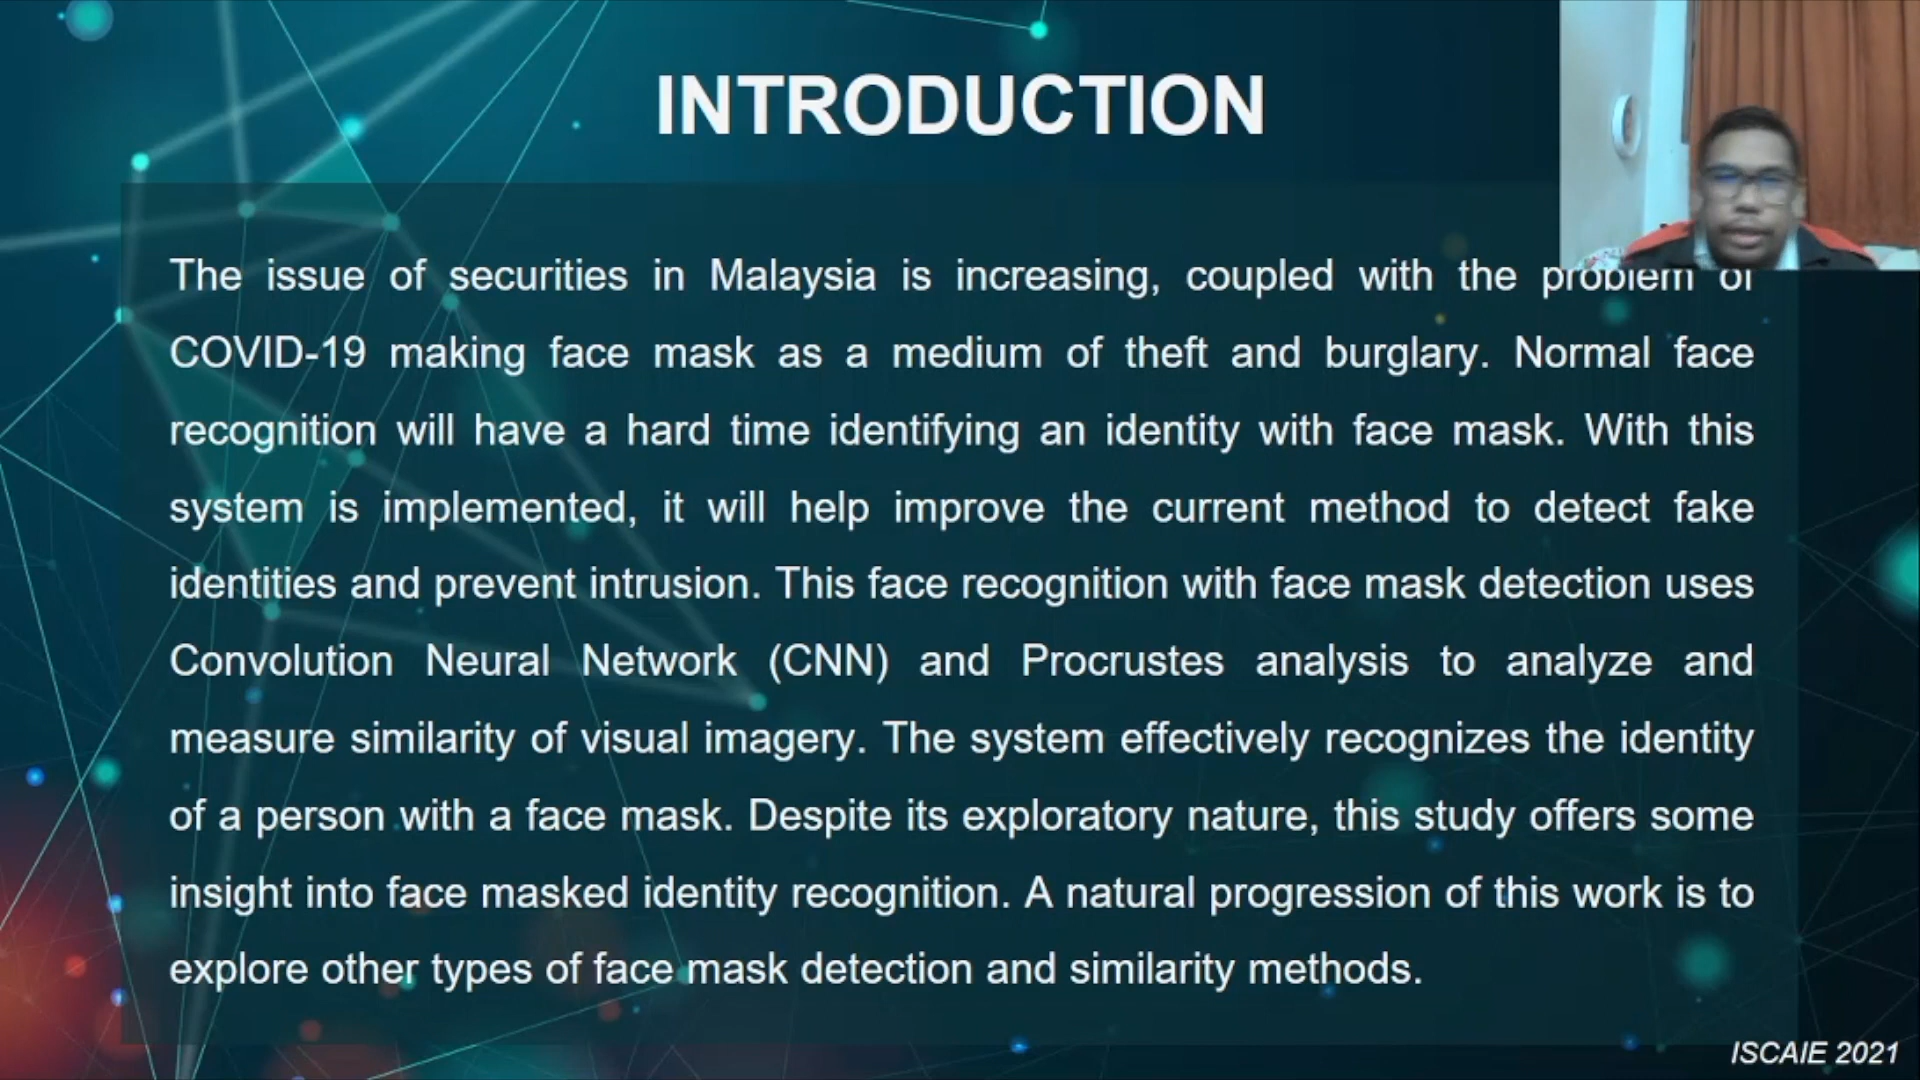 INTRODUCTION
The issue of securities in Malaysia is increasing, coupled with the problem of
COVID-19 making face mask as a medium of theft and burglary. Normal face
recognition will have a hard time identifying an identity with face mask. With this
system is implemented, it will help improve the current method to detect fake
identities and prevent intrusion. This face recognition with face mask detection uses
Convolution Neural Network (CNN) and Procrustes analysis to analyze and
measure similarity of visual imagery. The system effectively recognizes the identity
of a person with a face mask. Despite its exploratory nature, this study offers some
insight into face masked identity recognition. A natural progression of this work is to
explore other types of face mask detection and similarity methods.
ISCAIE 2021